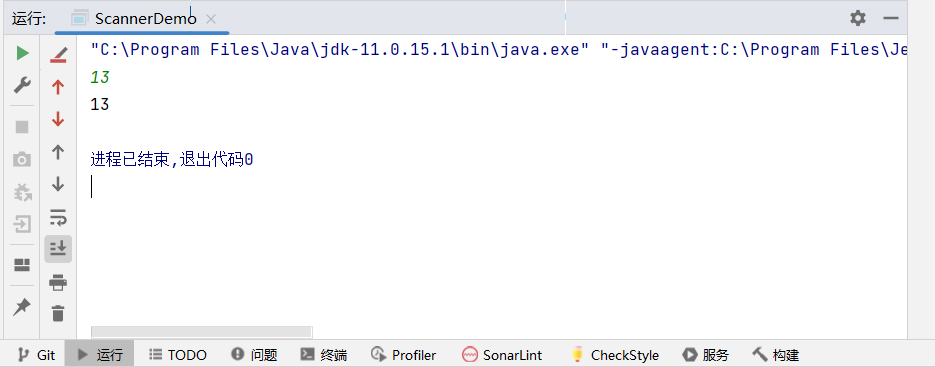 运行: ScannerDemo
"C:\Program Files\Java\jdk-11.0.15.1\bin\java.exe" "-javaagent:C:\Program Files\Je
13
13
进程已结束,退出代码0
Git 运行 TODO 问题 终端 Profiler SonarLint CheckStyle 服务 构建